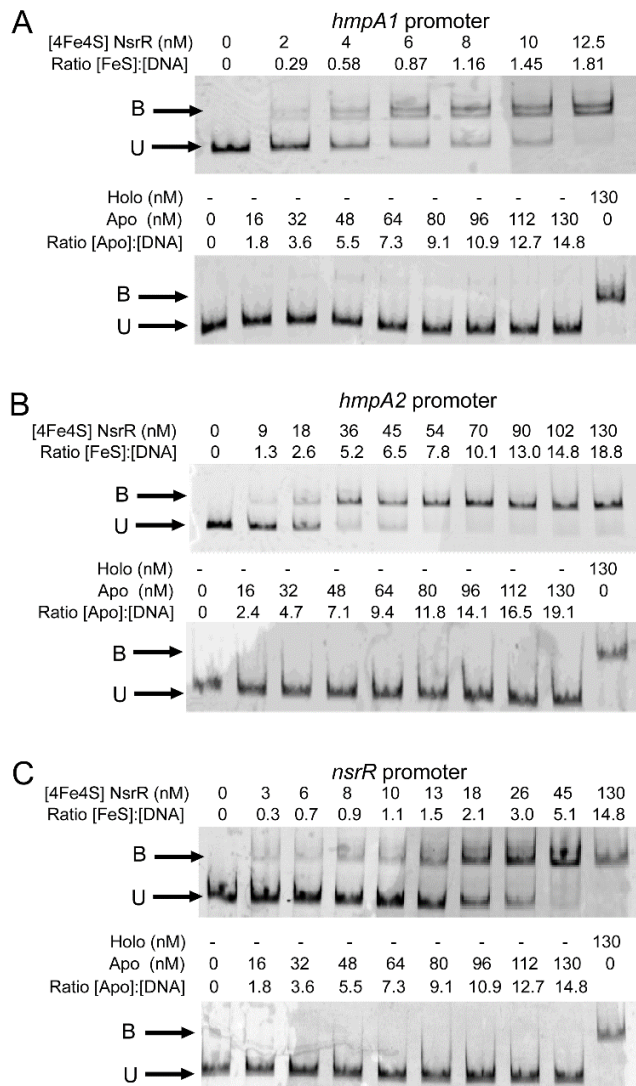 A
hmpA1 promoter
[4Fe4S] NsrR (nM) 0 2 4 6 8 10 12.5
Ratio [FeS]:[DNA] 0 0.29 0.58 0.87 1.16 1.45 1.81
B
U
Holo (nM) - - - - - - - - - 130
Apo (nM) 0 16 32 48 64 80 96 112 130 0
Ratio [Apo]:[DNA] 0 1.8 3.6 5.5 7.3 9.1 10.9 12.7 14.8
B
U
B
hmpA2 promoter
[4Fe4S] NsrR (nM) 0 9 18 36 45 54 70 90 102 130
Ratio [FeS]:[DNA] 0 1.3 2.6 5.2 6.5 7.8 10.1 13.0 14.8 18.8
B
U
Holo (nM) - - - - - - - - - 130
Apo (nM) 0 16 32 48 64 80 96 112 130 0
Ratio [Apo]:[DNA] 0 2.4 4.7 7.1 9.4 11.8 14.1 16.5 19.1
B
U
C
nsrR promoter
[4Fe4S] NsrR (nM) 0 3 6 8 10 13 18 26 45 130
Ratio [FeS]:[DNA] 0 0.3 0.7 0.9 1.1 1.5 2.1 3.0 5.1 14.8
B
U
Holo (nM) - - - - - - - - - 130
Apo (nM) 0 16 32 48 64 80 96 112 130 0
Ratio [Apo]:[DNA] 0 1.8 3.6 5.5 7.3 9.1 10.9 12.7 14.8
B
U